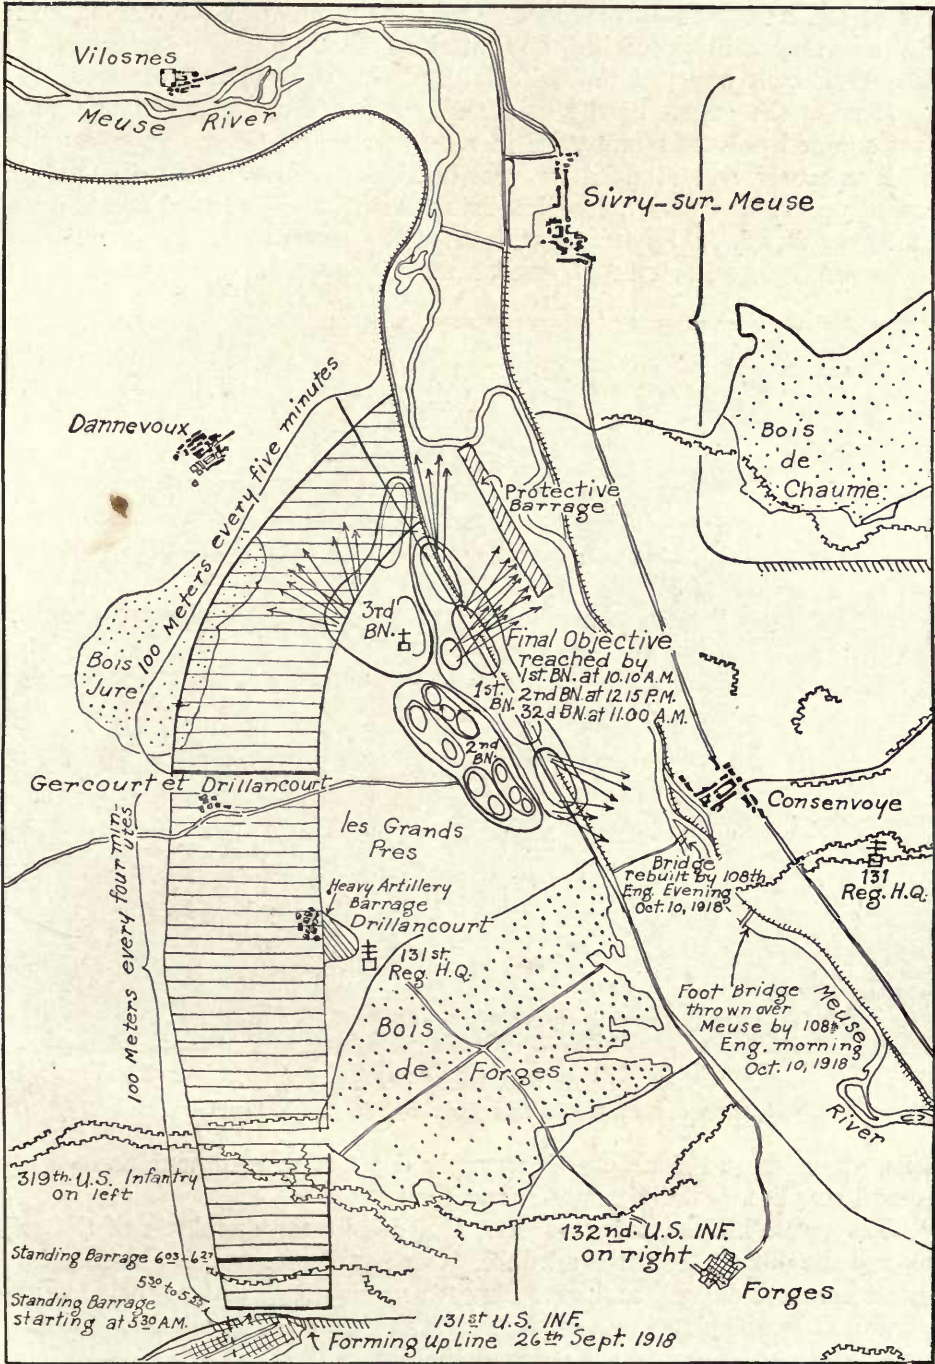 Vilosnes
Meuse River
Sivry-sur-Meuse
Dannevoux
100 Meters every five minutes
Bois
de
Chaume
Protective
Barrage
3rd
BN.
Bois
Jure
Final Objective
reached by
1st. BN. at 10.10 A.M.
2nd BN. at 12.15 P.M.
32d BN. at 11.00 A.M.
1st.
BN.
2nd
BN.
Gercourt et Drillancourt
Consenvoye
les Grands
Pres
100 Meters every four min-
utes
Bridge
rebuilt by 108th
Eng. Evening
Oct. 10, 1918
131
Reg. H.Q.
Heavy Artillery
Barrage
Drillancourt
131st.
Reg. H.Q.
Foot Bridge
thrown over
Meuse by 108th
Eng. morning
Oct. 10, 1918
Meuse
River
Bois
de Forges
319th. U.S. Infantry
on left
132nd. U.S. INF.
on right
Forges
Standing Barrage 6 03 - 6 27
5 30 to 5 55
Standing Barrage
starting at 5 30 A.M.
131st U.S. INF.
Forming Up Line 26th Sept. 1918